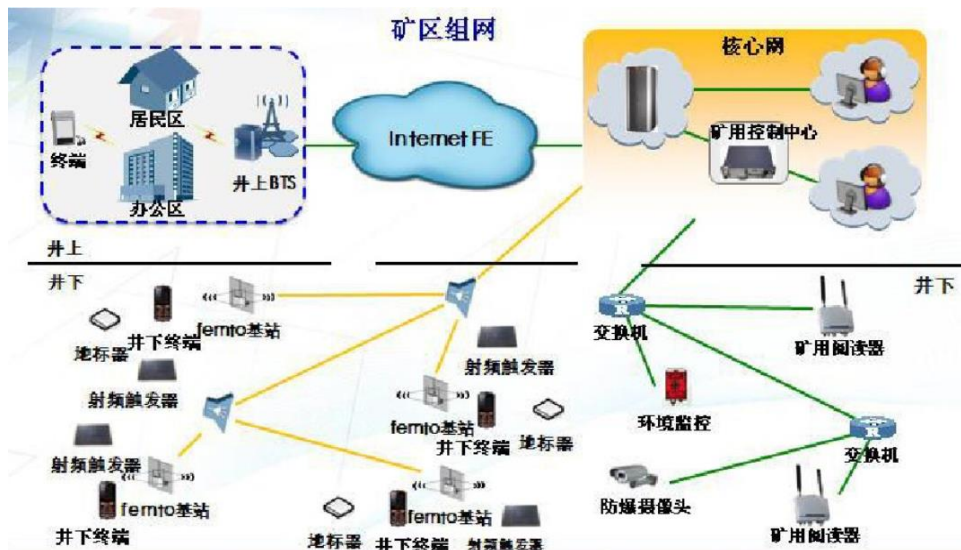 矿区组网
核心网
居民区
终端
办公区
井上BTS
Internet FE
矿用控制中心
井上
井下
井下
地标器
井下终端
femto基站
射频触发器
射频触发器
femto基站
井下终端
地标器
射频触发器
femto基站
井下终端
地标器
femto基站
井下终端
射频触发器
交换机
矿用阅读器
环境监控
交换机
防爆摄像头
矿用阅读器
R
R